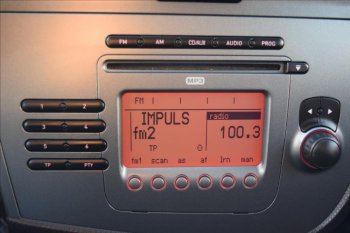 FM AM CD/AUX AUDIO PROG
MP3
FM I
1 2
IMPULS radio
3 4
fm2 100.3
5 6
TP
TP PTY
fm1 scan as af lrn man